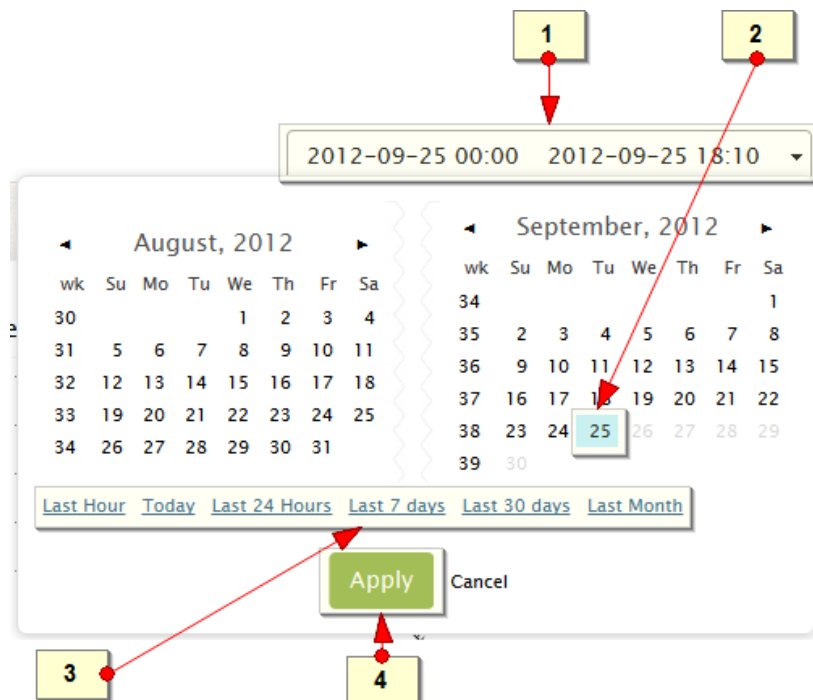 1 2
2012-09-25 00:00 2012-09-25 18:10
August, 2012
wk Su Mo Tu We Th Fr Sa
30 1 2 3 4
31 5 6 7 8 9 10 11
32 12 13 14 15 16 17 18
33 19 20 21 22 23 24 25
34 26 27 28 29 30 31
September, 2012
wk Su Mo Tu We Th Fr Sa
34 1
35 2 3 4 5 6 7 8
36 9 10 11 12 13 14 15
37 16 17 18 19 20 21 22
38 23 24 25 26 27 28 29
39 30
Last Hour Today Last 24 Hours Last 7 days Last 30 days Last Month
Apply Cancel
3 4